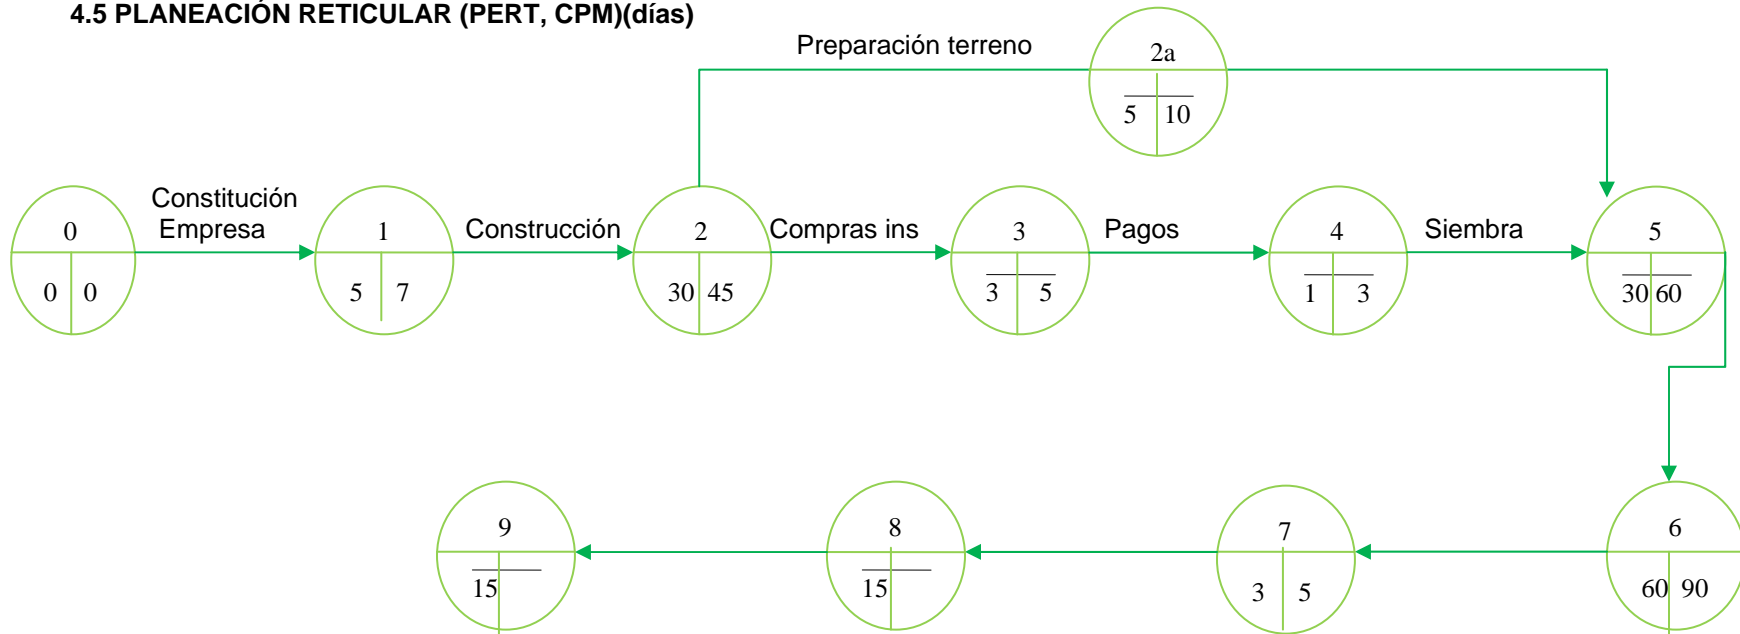 4.5 PLANEACIÓN RETICULAR (PERT, CPM)(días)
Preparación terreno
2a
5 10
Constitución
Empresa
0
0 0
1
5 7
Construcción
2
30 45
Compras ins
3
3 5
Pagos
4
1 3
Siembra
5
30 60
9
15
8
15
7
3 5
6
60 90